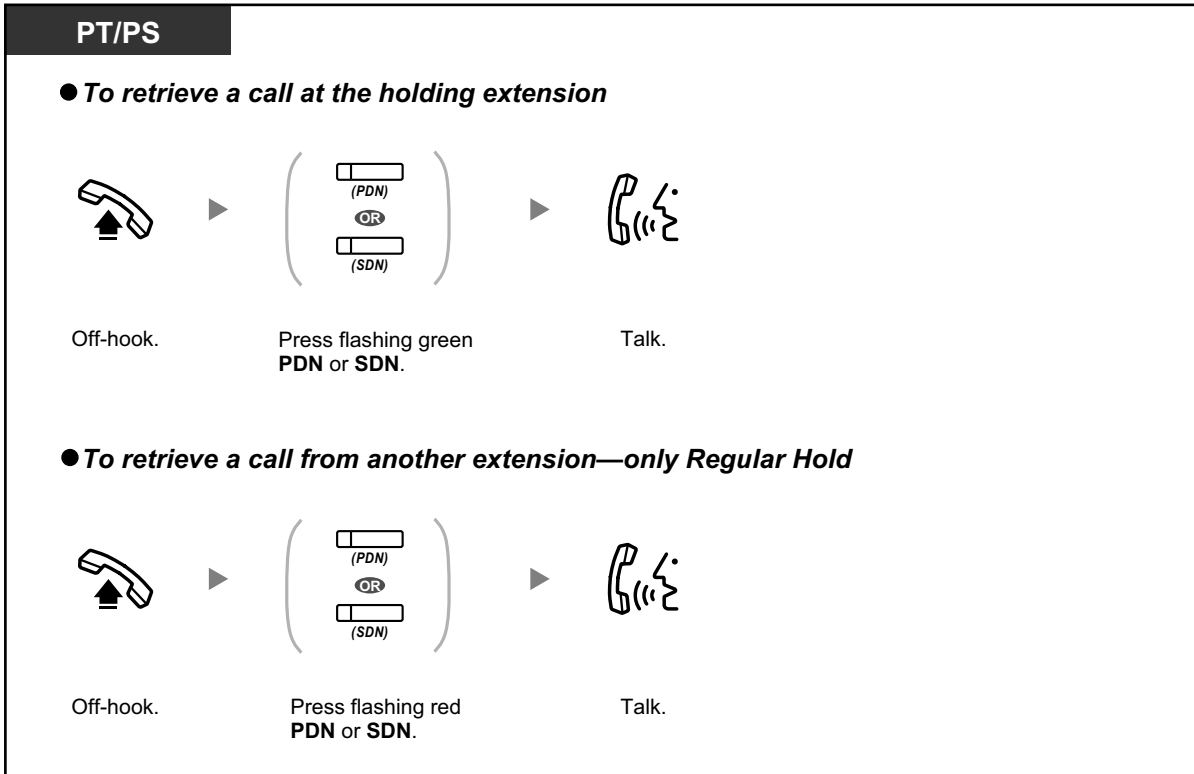 PT/PS
● To retrieve a call at the holding extension
(PDN)
OR
(SDN)
Off-hook.
Press flashing green
PDN or SDN.
Talk.
● To retrieve a call from another extension—only Regular Hold
(PDN)
OR
(SDN)
Off-hook.
Press flashing red
PDN or SDN.
Talk.